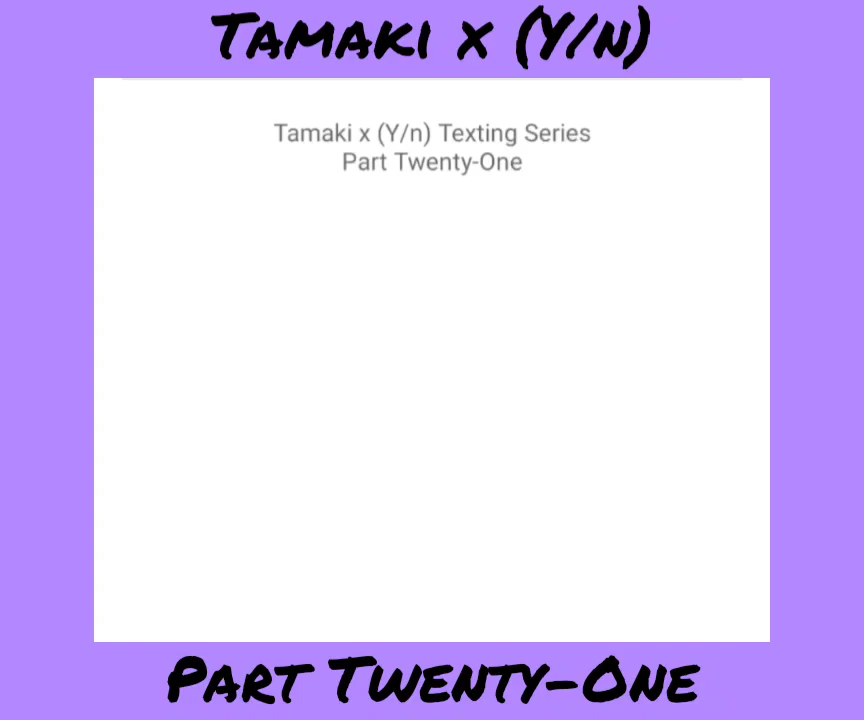 Tamaki x (Y/n)
Tamaki x (Y/n) Texting Series
Part Twenty-One
Part Twenty-One